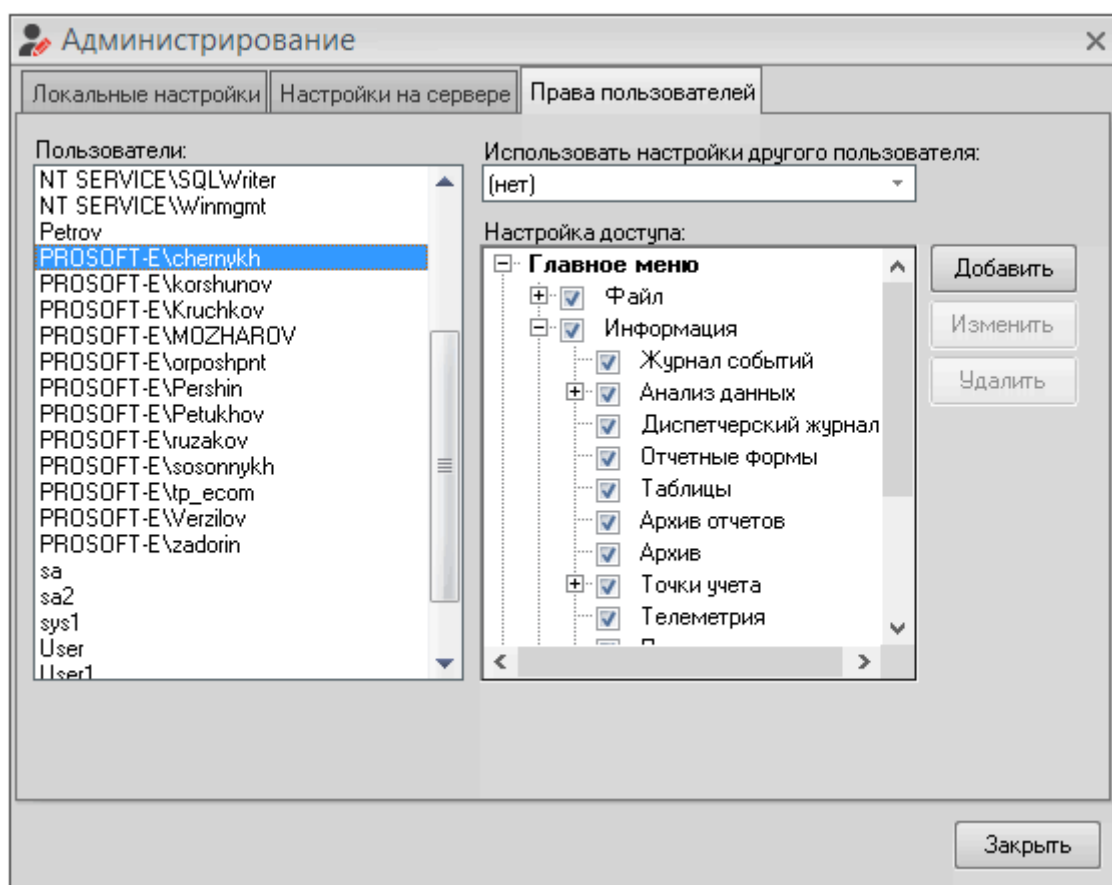 Администрирование
Локальные настройки
Настройки на сервере
Права пользователей
Пользователи:
NT SERVICE\SQLWriter
NT SERVICE\Winmgmt
Petrov
PROSOFT-E\chernykh
PROSOFT-E\korshunov
PROSOFT-E\Kruchkov
PROSOFT-E\MOZHAROV
PROSOFT-E\orposhpnt
PROSOFT-E\Pershin
PROSOFT-E\Petukhov
PROSOFT-E\ruzakov
PROSOFT-E\sosonnykh
PROSOFT-E\tp_ecom
PROSOFT-E\Verzilov
PROSOFT-E\zadorin
sa
sa2
sys1
User
User1
Использовать настройки другого пользователя:
(нет)
Настройка доступа:
Главное меню
Файл
Информация
Журнал событий
Анализ данных
Диспетчерский журнал
Отчетные формы
Таблицы
Архив отчетов
Архив
Точки учета
Телеметрия
Добавить
Изменить
Удалить
Закрыть